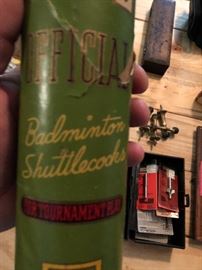 OFFICIAL
Badminton
Shuttlecocks
FOR TOURNAMENT PLAY